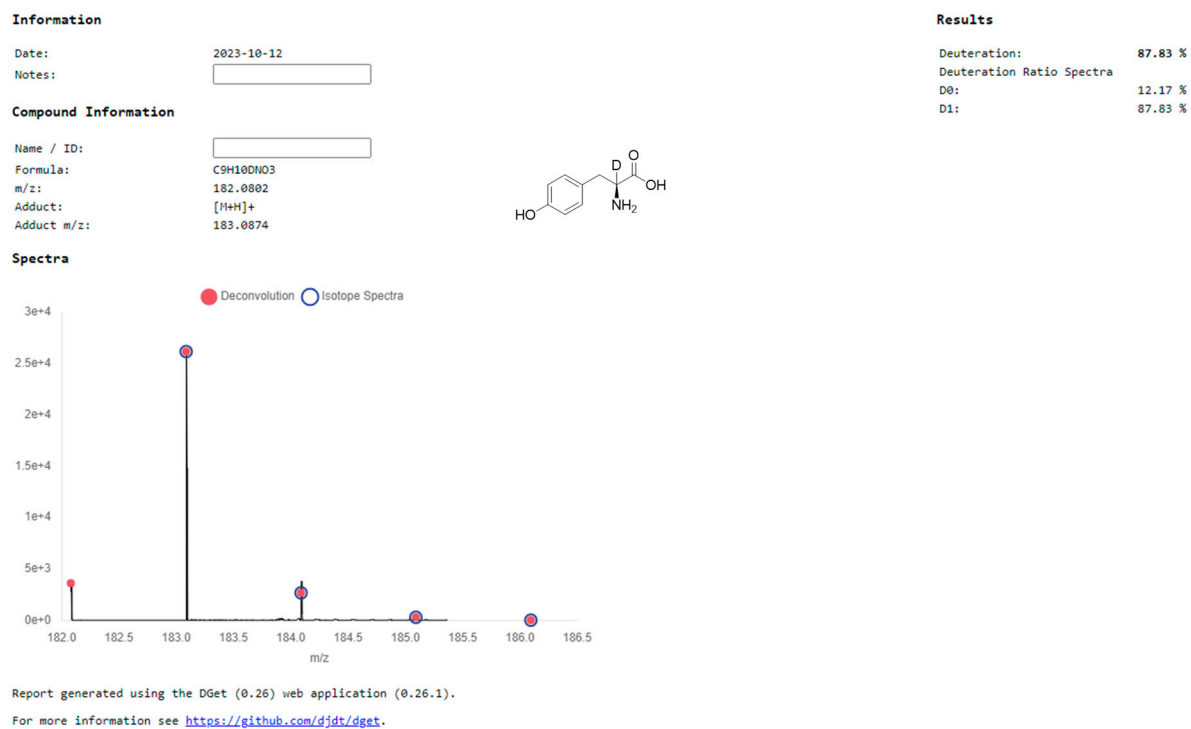 Information
Date: 2023-10-12
Notes:
Compound Information
Name / ID:
Formula: C9H10DNO3
m/z: 182.0802
Adduct: [M+H]+
Adduct m/z: 183.0874
D
O
OH
NH2
HO
Results
Deuteration: 87.83 %
Deuteration Ratio Spectra
D0: 12.17 %
D1: 87.83 %
Spectra
Deconvolution Isotope Spectra
3e+4
2.5e+4
2e+4
1.5e+4
1e+4
5e+3
0e+0
182.0 182.5 183.0 183.5 184.0 184.5 185.0 185.5 186.0 186.5
m/z
Report generated using the DGet (0.26) web application (0.26.1).
For more information see https://github.com/djdt/dget.